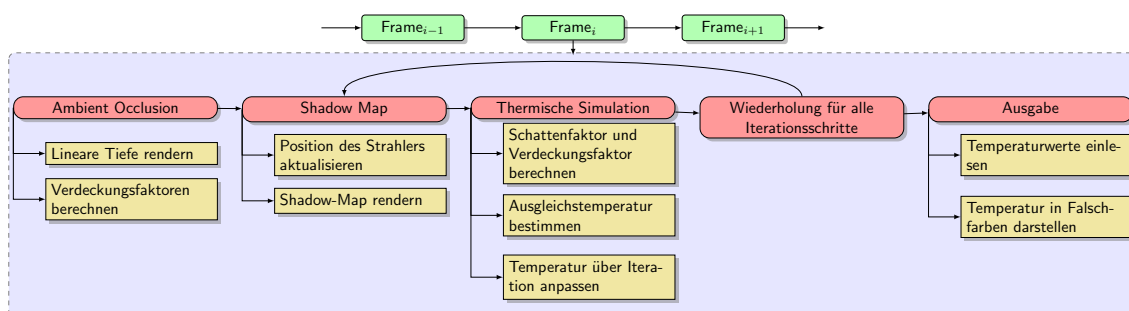 Frame_{i−1}
Frame_i
Frame_{i+1}
Ambient Occlusion
Lineare Tiefe rendern
Verdeckungsfaktoren
berechnen
Shadow Map
Position des Strahlers
aktualisieren
Shadow-Map rendern
Thermische Simulation
Schattenfaktor und
Verdeckungsfaktor
berechnen
Ausgleichstemperatur
bestimmen
Temperatur über Itera-
tion anpassen
Wiederholung für alle
Iterationsschritte
Ausgabe
Temperaturwerte einle-
sen
Temperatur in Falsch-
farben darstellen